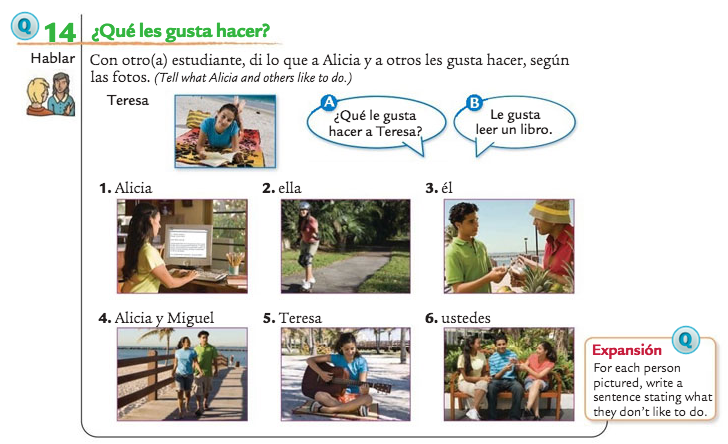 Q 14 ¿Qué les gusta hacer?
Hablar
Con otro(a) estudiante, di lo que a Alicia y a otros les gusta hacer, según
las fotos. (Tell what Alicia and others like to do.)
Teresa
A
¿Qué le gusta
hacer a Teresa?
B
Le gusta
leer un libro.
1. Alicia
2. ella
3. él
4. Alicia y Miguel
5. Teresa
6. ustedes
Q
Expansión
For each person
pictured, write a
sentence stating what
they don't like to do.